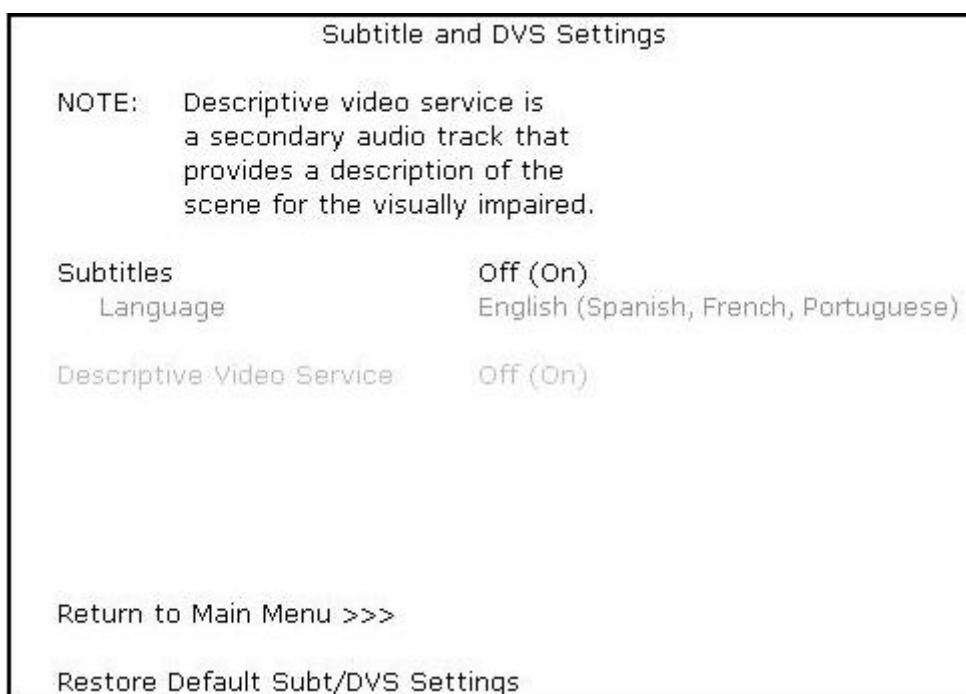 Subtitle and DVS Settings
NOTE: Descriptive video service is
a secondary audio track that
provides a description of the
scene for the visually impaired.
Subtitles Off (On)
Language English (Spanish, French, Portuguese)
Descriptive Video Service Off (On)
Return to Main Menu >>>
Restore Default Subt/DVS Settings